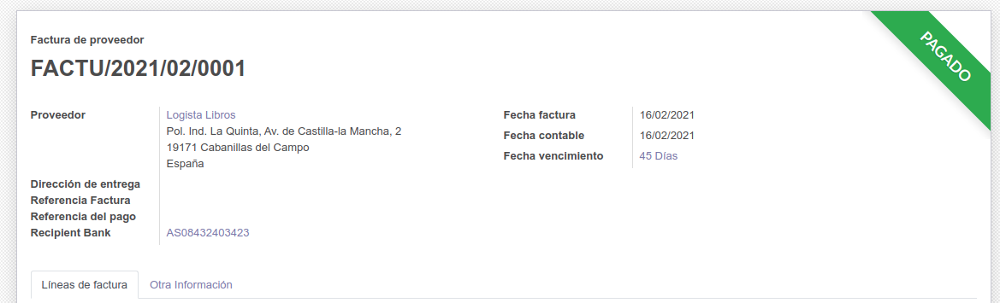 Factura de proveedor
FACTU/2021/02/0001
PAGADO
Proveedor
Logista Libros
Pol. Ind. La Quinta, Av. de Castilla-la Mancha, 2
19171 Cabanillas del Campo
España
Dirección de entrega
Referencia Factura
Referencia del pago
Recipient Bank AS08432403423
Fecha factura 16/02/2021
Fecha contable 16/02/2021
Fecha vencimiento 45 Días
Líneas de factura Otra Información